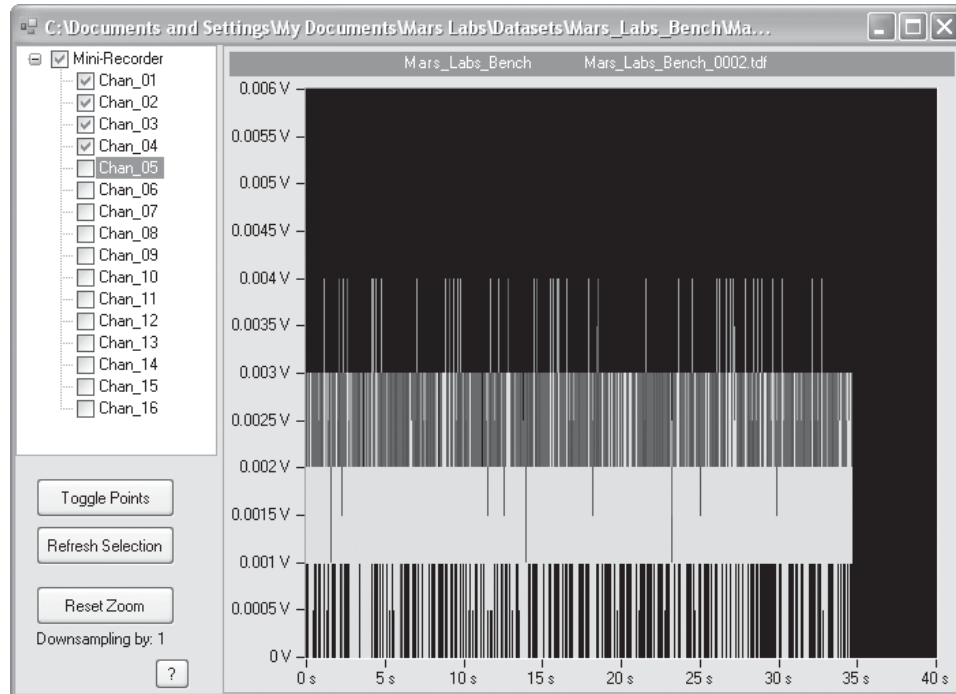 C:\Documents and Settings\My Documents\Mars Labs\Datasets\Mars_Labs_Bench\Ma...
Mini-Recorder
Chan_01
Chan_02
Chan_03
Chan_04
Chan_05
Chan_06
Chan_07
Chan_08
Chan_09
Chan_10
Chan_11
Chan_12
Chan_13
Chan_14
Chan_15
Chan_16
Toggle Points
Refresh Selection
Reset Zoom
Downsampling by: 1
?
Mars_Labs_Bench Mars_Labs_Bench_0002.tdf
0.006 V
0.0055 V
0.005 V
0.0045 V
0.004 V
0.0035 V
0.003 V
0.0025 V
0.002 V
0.0015 V
0.001 V
0.0005 V
0 V
0 s 5 s 10 s 15 s 20 s 25 s 30 s 35 s 40 s